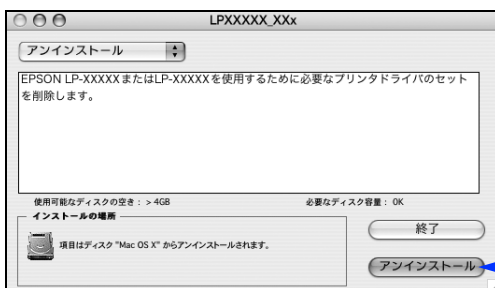 LPXXXXX_XXx
アンインストール
EPSON LP-XXXXXまたはLP-XXXXXを使用するために必要なプリンタドライバのセット
を削除します。
使用可能なディスクの空き： > 4GB
必要なディスク容量： 0K
インストールの場所
項目はディスク "Mac OS X" からアンインストールされます。
終了
アンインストール